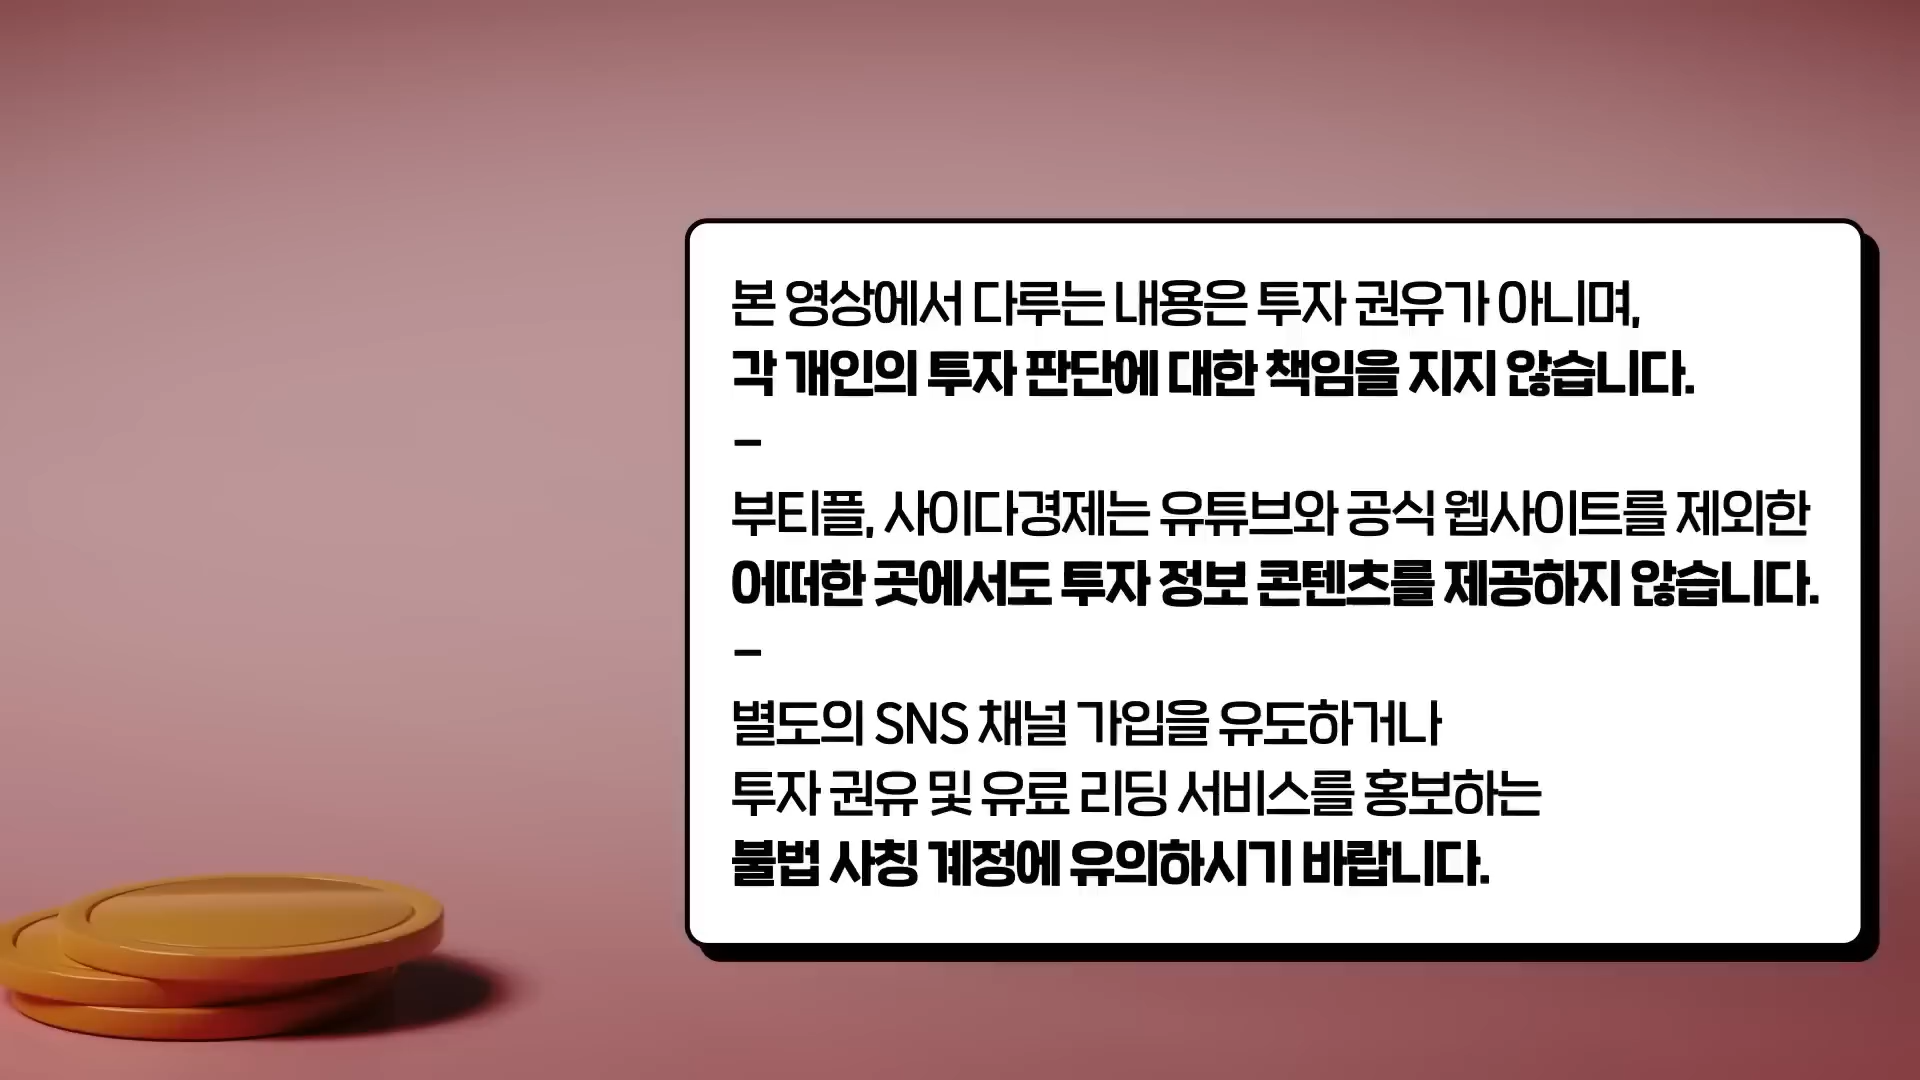 본 영상에서 다루는 내용은 투자 권유가 아니며,
각 개인의 투자 판단에 대한 책임을 지지 않습니다.
–
부티플, 사이다경제는 유튜브와 공식 웹사이트를 제외한
어떠한 곳에서도 투자 정보 콘텐츠를 제공하지 않습니다.
–
별도의 SNS 채널 가입을 유도하거나
투자 권유 및 유료 리딩 서비스를 홍보하는
불법 사칭 계정에 유의하시기 바랍니다.